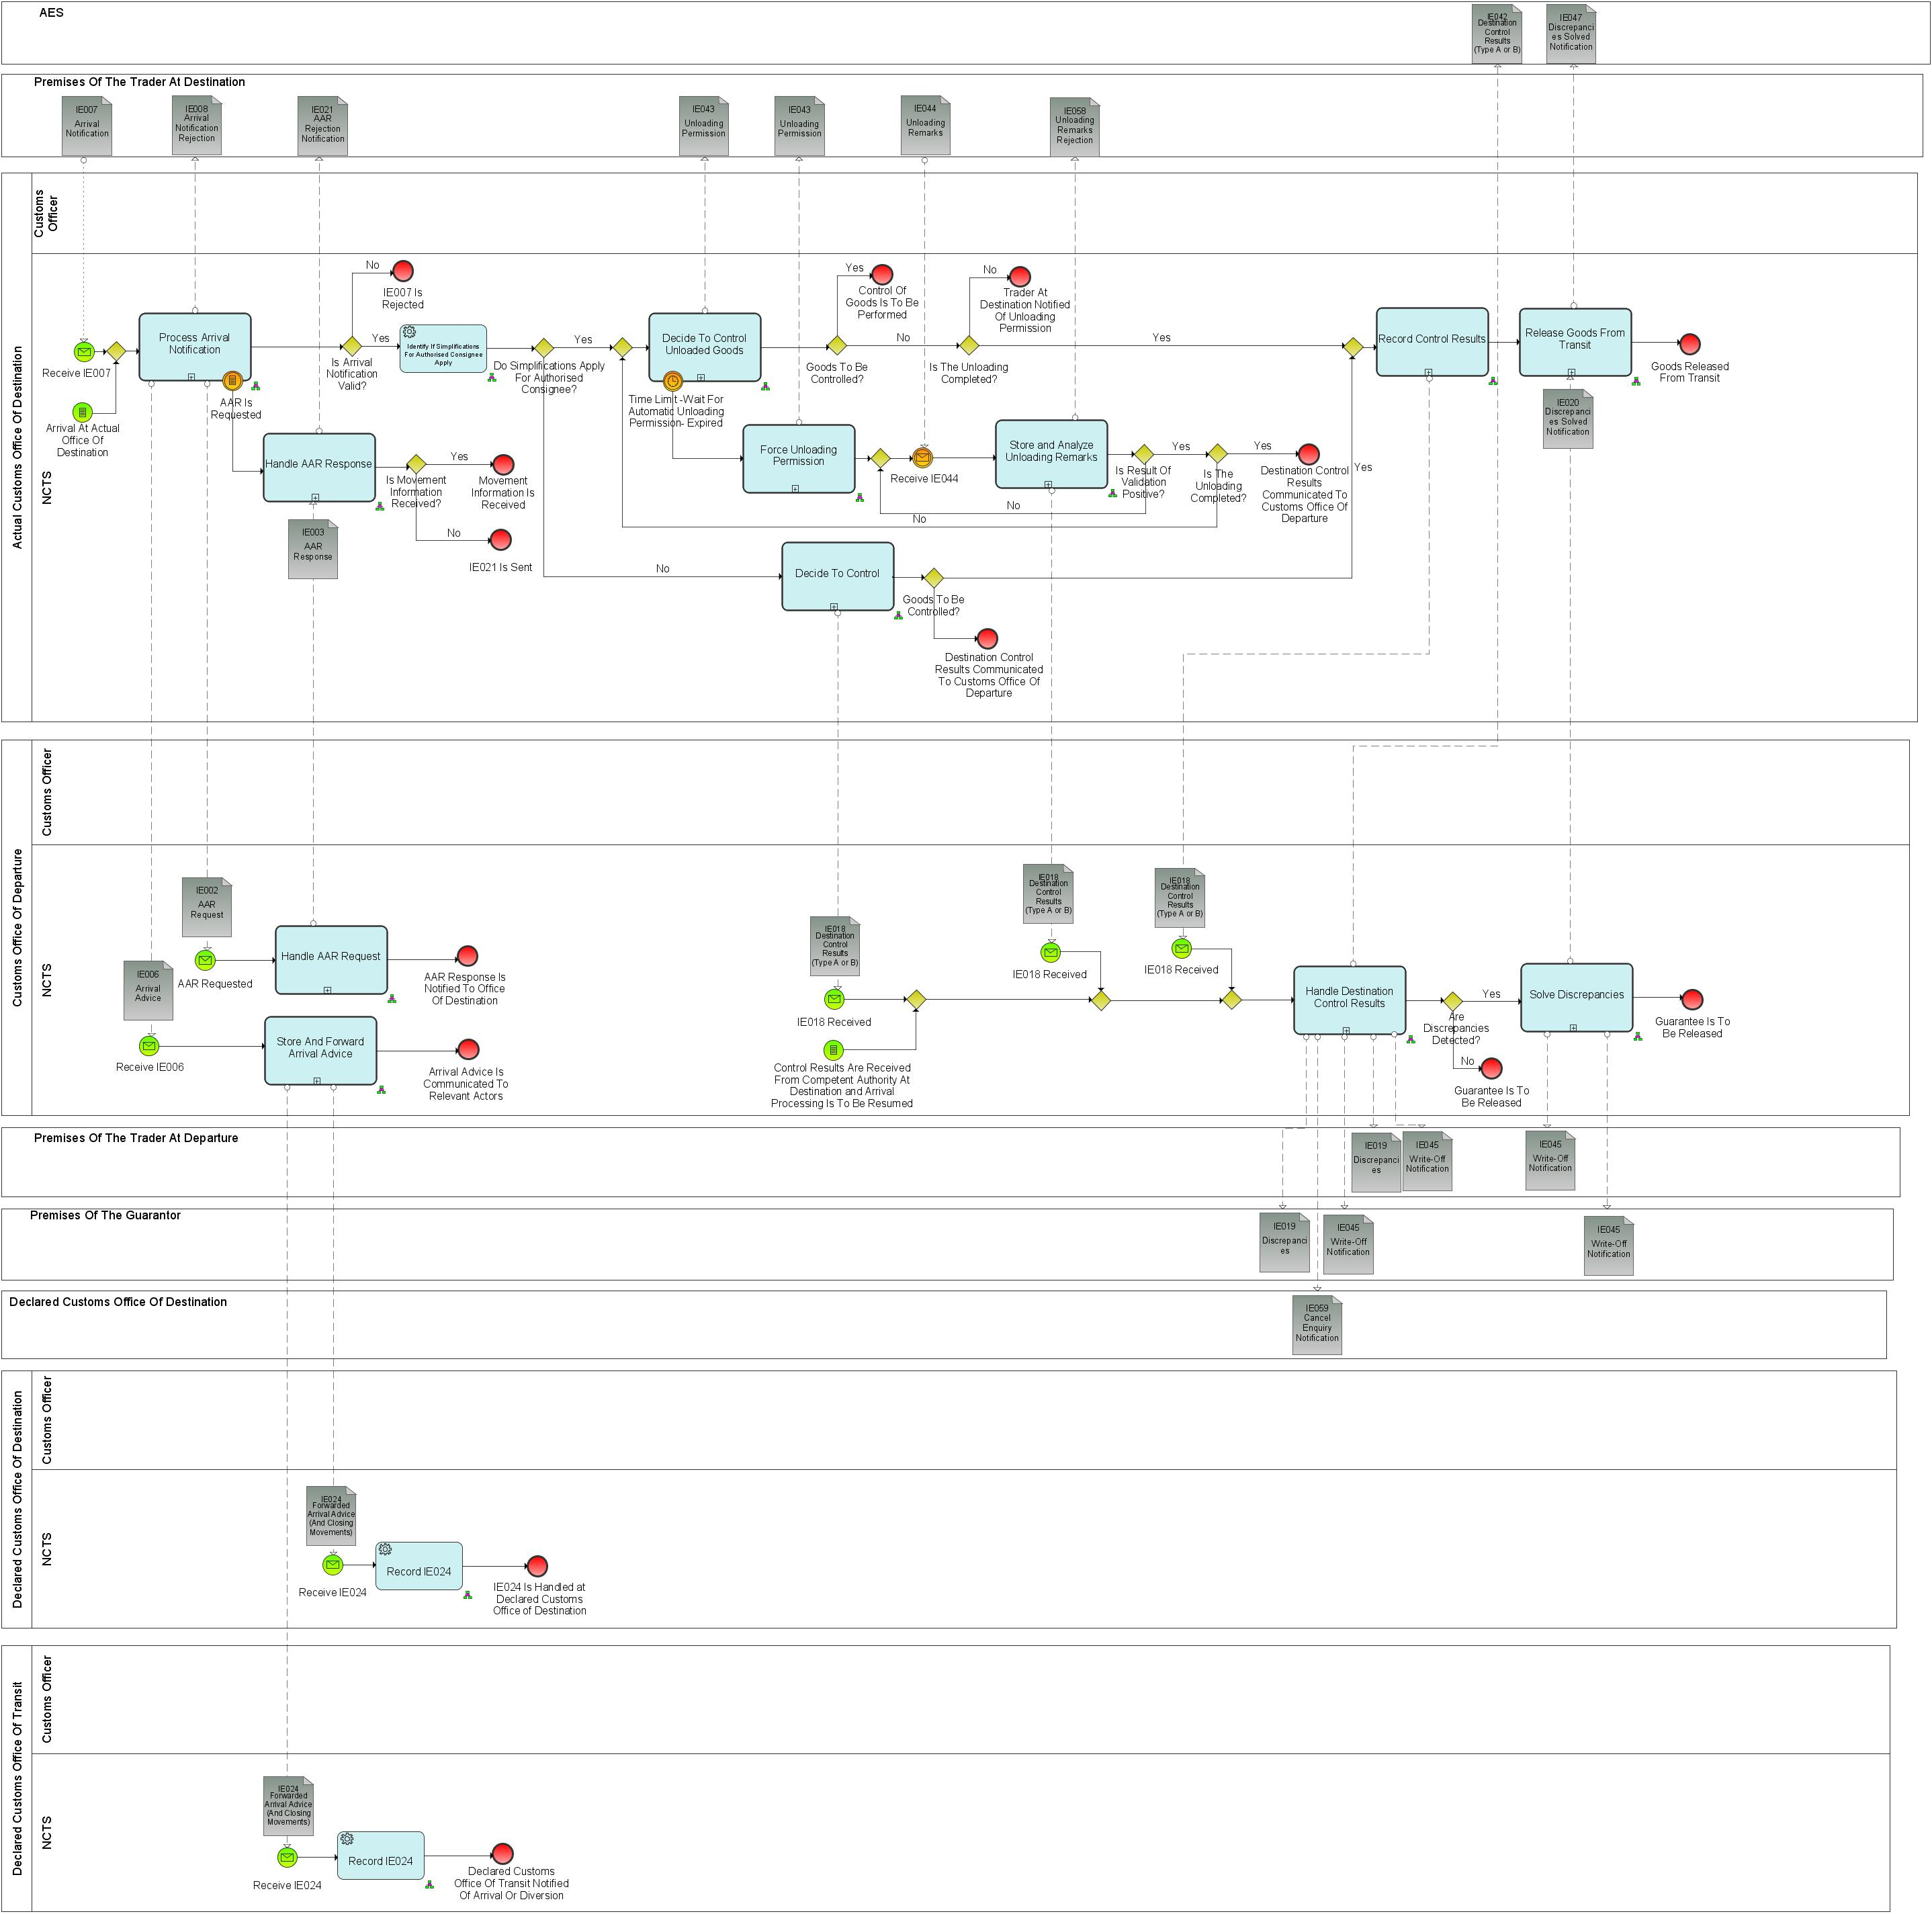 AES
IE042
Destination
Control
Results
(Type A or B)
IE047
Discrepanci
es Solved
Notification
Premises Of The Trader At Destination
IE007
Arrival
Notification
IE008
Arrival
Notification
Rejection
IE021
AAR
Rejection
Notification
IE043
Unloading
Permission
IE043
Unloading
Permission
IE044
Unloading
Remarks
IE058
Unloading
Remarks
Rejection
Actual Customs Office Of Destination
Customs
Officer
NCTS
Receive IE007
Arrival At Actual
Office Of
Destination
Process Arrival
Notification
AAR Is
Requested
No
IE007 Is
Rejected
Yes
Is Arrival
Notification
Valid?
Identify If Simplifications
For Authorised Consignee
Apply
Yes
Do Simplifications Apply
For Authorised
Consignee?
Decide To Control
Unloaded Goods
Time Limit -Wait For
Automatic Unloading
Permission- Expired
Yes
Control Of
Goods Is To Be
Performed
Goods To Be
Controlled?
No
No
Trader At
Destination Notified
Of Unloading
Permission
Is The Unloading
Completed?
Yes
Record Control Results
Release Goods From
Transit
Goods Released
From Transit
IE020
Discrepanc
ies Solved
Notification
Handle AAR Response
Is Movement
Information
Received?
Yes
Movement
Information Is
Received
No
IE021 Is Sent
IE003
AAR
Response
Force Unloading
Permission
Receive IE044
Store and Analyze
Unloading Remarks
Is Result Of
Validation
Positive?
Yes
Is The
Unloading
Completed?
Yes
Destination Control
Results
Communicated To
Customs Office Of
Departure
Yes
No
No
No
Decide To Control
Goods To Be
Controlled?
Destination Control
Results Communicated
To Customs Office Of
Departure
Customs Office Of Departure
Customs Officer
NCTS
IE002
AAR
Request
AAR Requested
Handle AAR Request
AAR Response Is
Notified To Office
Of Destination
IE006
Arrival
Advice
Receive IE006
Store And Forward
Arrival Advice
Arrival Advice Is
Communicated To
Relevant Actors
IE018
Destination
Control
Results
(Type A or B)
IE018 Received
Control Results Are Received
From Competent Authority At
Destination and Arrival
Processing Is To Be Resumed
IE018
Destination
Control
Results
(Type A or B)
IE018 Received
IE018
Destination
Control
Results
(Type A or B)
IE018 Received
Handle Destination
Control Results
Are
Discrepancies
Detected?
Yes
No
Guarantee Is To
Be Released
Solve Discrepancies
Guarantee Is To
Be Released
Premises Of The Trader At Departure
IE019
Discrepanci
es
IE045
Write-Off
Notification
IE045
Write-Off
Notification
Premises Of The Guarantor
IE019
Discrepanci
es
IE045
Write-Off
Notification
IE045
Write-Off
Notification
Declared Customs Office Of Destination
IE059
Cancel
Enquiry
Notification
Declared Customs Office Of Destination
Customs Officer
NCTS
IE024
Forwarded
Arrival Advice
(And Closing
Movements)
Receive IE024
Record IE024
IE024 Is Handled at
Declared Customs
Office of Destination
Declared Customs Office Of Transit
Customs Officer
NCTS
IE024
Forwarded
Arrival Advice
(And Closing
Movements)
Receive IE024
Record IE024
Declared Customs
Office Of Transit Notified
Of Arrival Or Diversion